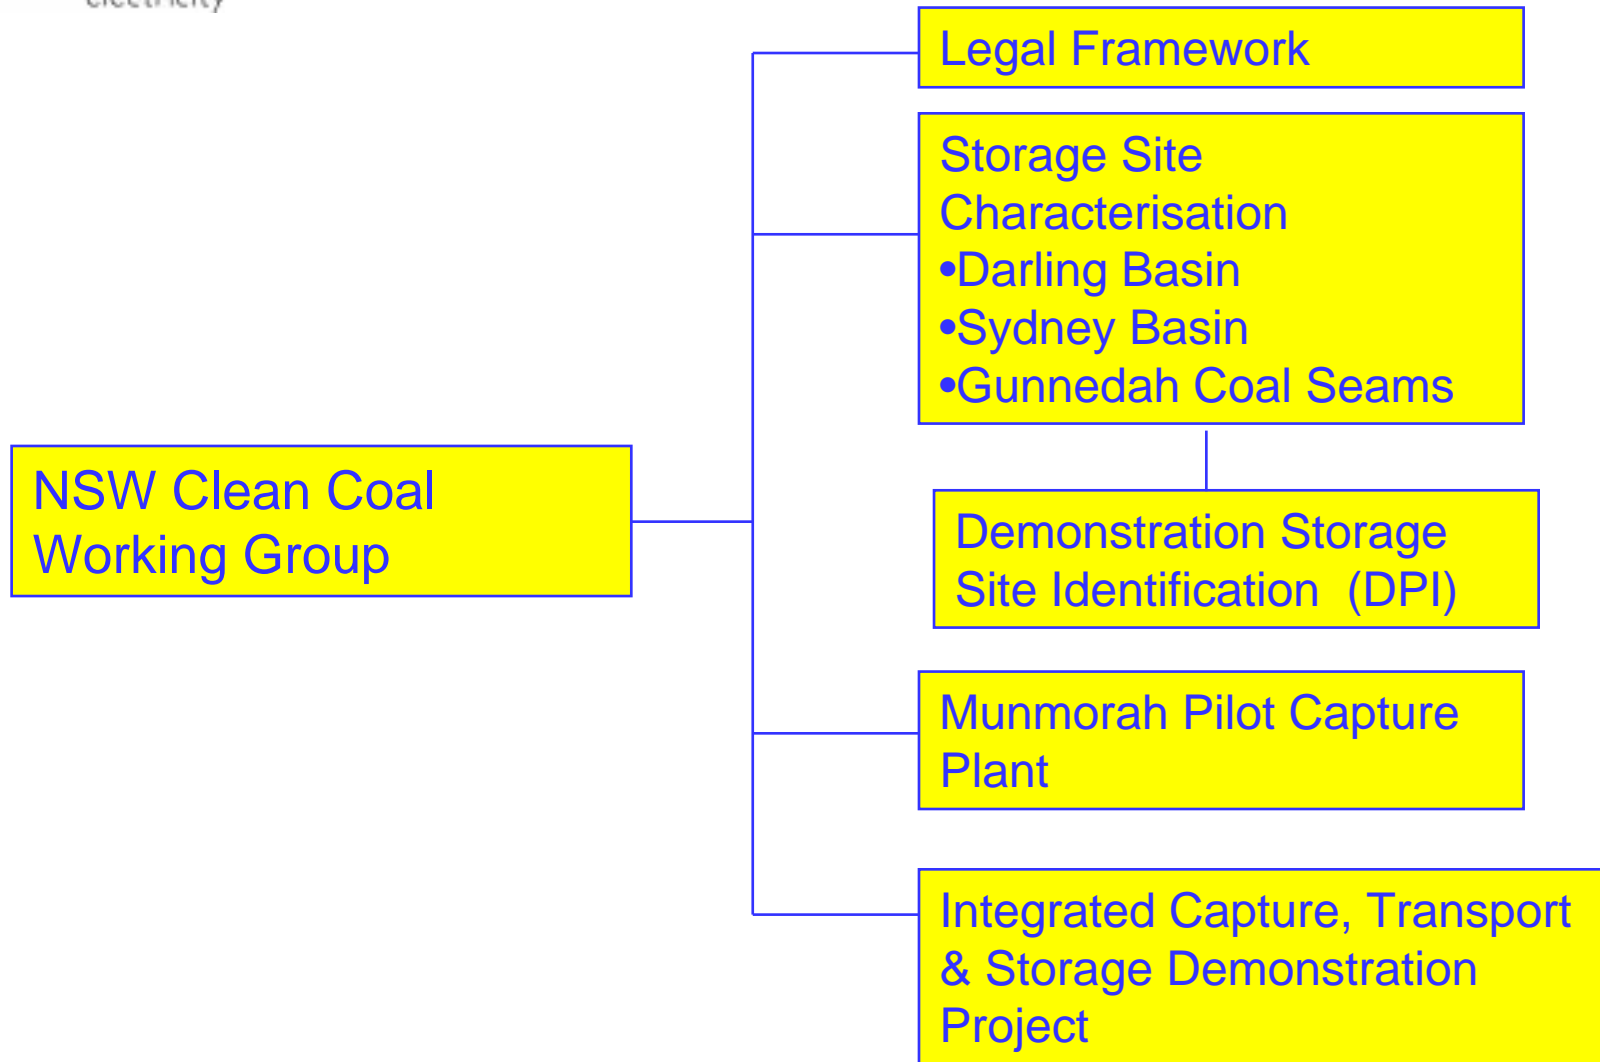 electricity
Legal Framework
Storage Site
Characterisation
•Darling Basin
•Sydney Basin
•Gunnedah Coal Seams
NSW Clean Coal
Working Group
Demonstration Storage
Site Identification (DPI)
Munmorah Pilot Capture
Plant
Integrated Capture, Transport
& Storage Demonstration
Project